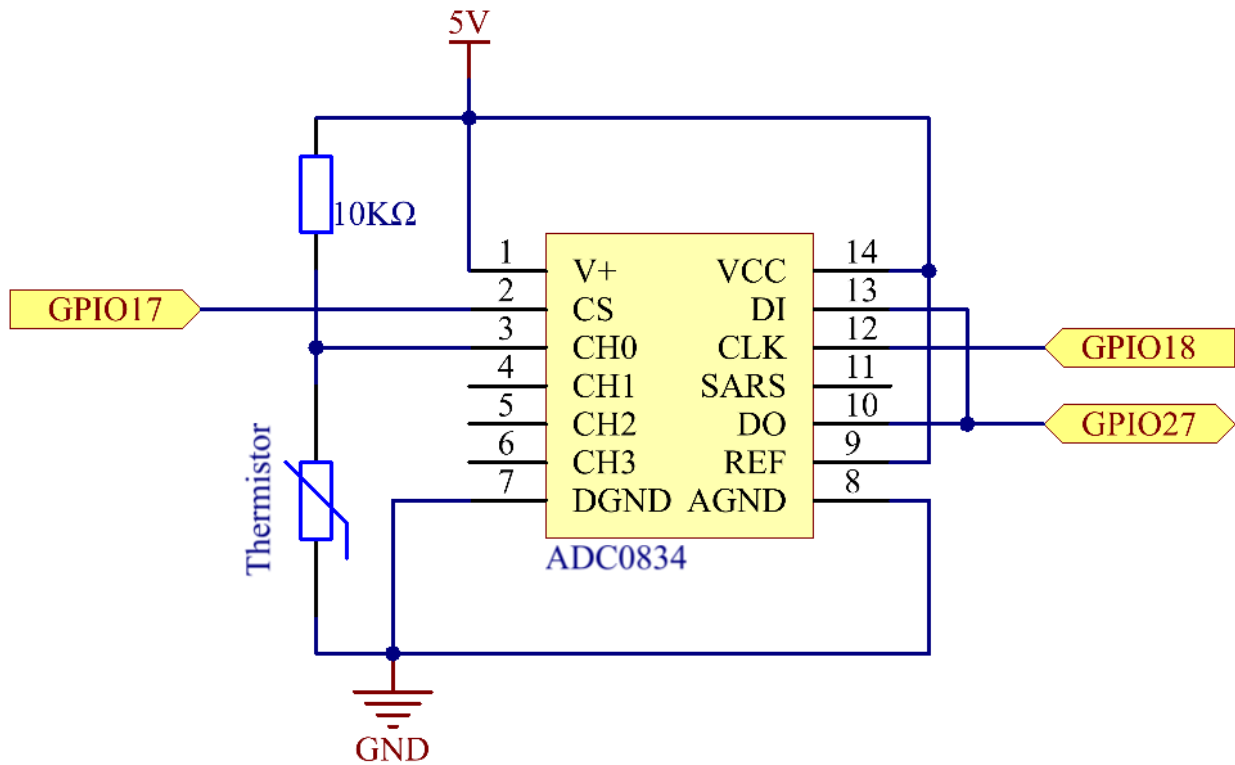 5V
10KΩ
GPIO17
1 V+ VCC 14
2 CS DI 13
3 CH0 CLK 12
4 CH1 SARS 11
5 CH2 DO 10
6 CH3 REF 9
7 DGND AGND 8
GPIO18
GPIO27
Thermistor
ADC0834
GND